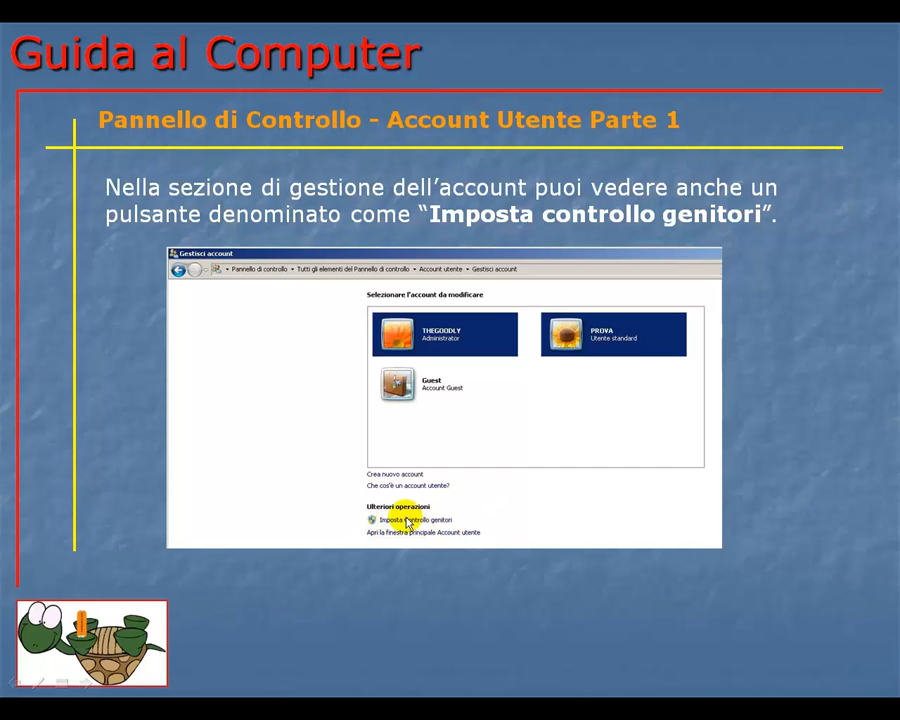 Guida al Computer
Pannello di Controllo - Account Utente Parte 1
Nella sezione di gestione dell’account puoi vedere anche un
pulsante denominato come “Imposta controllo genitori”.
Gestisci account
Pannello di controllo • Tutti gli elementi del Pannello di controllo • Account utente • Gestisci account
Selezionare l'account da modificare
THEGOODLY
Administrator
PROVA
Utente standard
Guest
Account Guest
Crea nuovo account
Che cos'è un account utente?
Ulteriori operazioni
Imposta controllo genitori
Apri la finestra principale Account utente